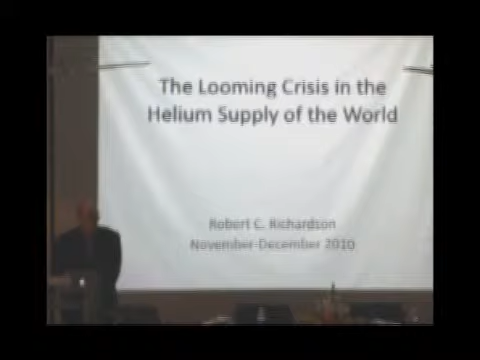 The Looming Crisis in the
Helium Supply of the World
Robert C. Richardson
November-December 2010